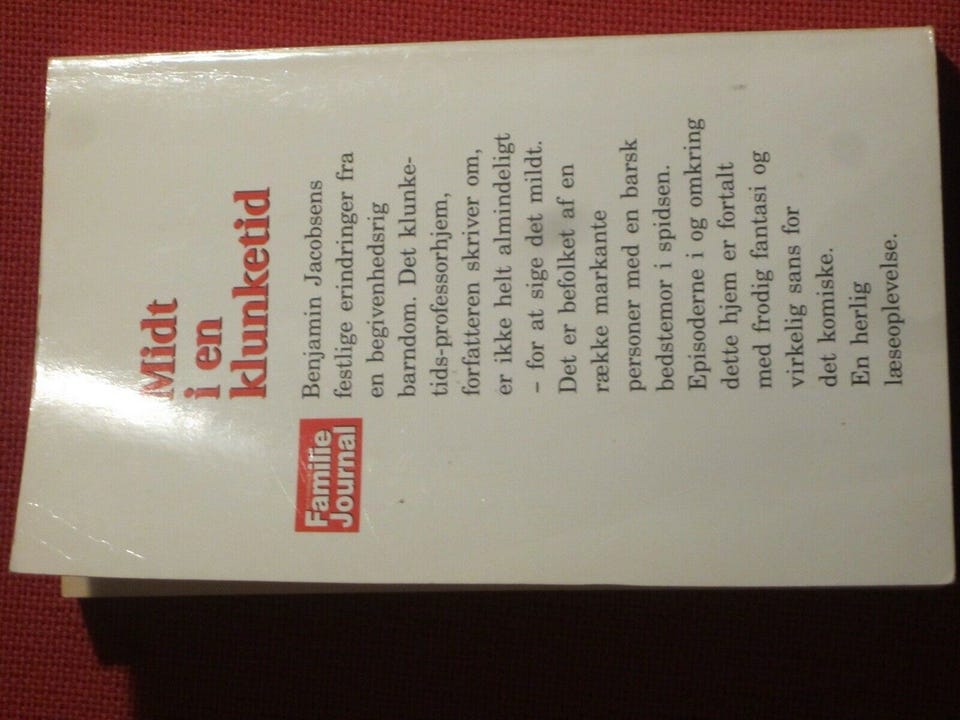 Midt
i en
klunketid
Benjamin Jacobsens
festlige erindringer fra
en begivenhedsrig
barndom. Det klunke-
tids-professorhjem,
forfatteren skriver om,
er ikke helt almindeligt
– for at sige det mildt.
Det er befolket af en
række markante
personer med en barsk
bedstemor i spidsen.
Episoderne i og omkring
dette hjem er fortalt
med frodig fantasi og
virkelig sans for
det komiske.
En herlig
læseoplevelse.
Familie
Journal